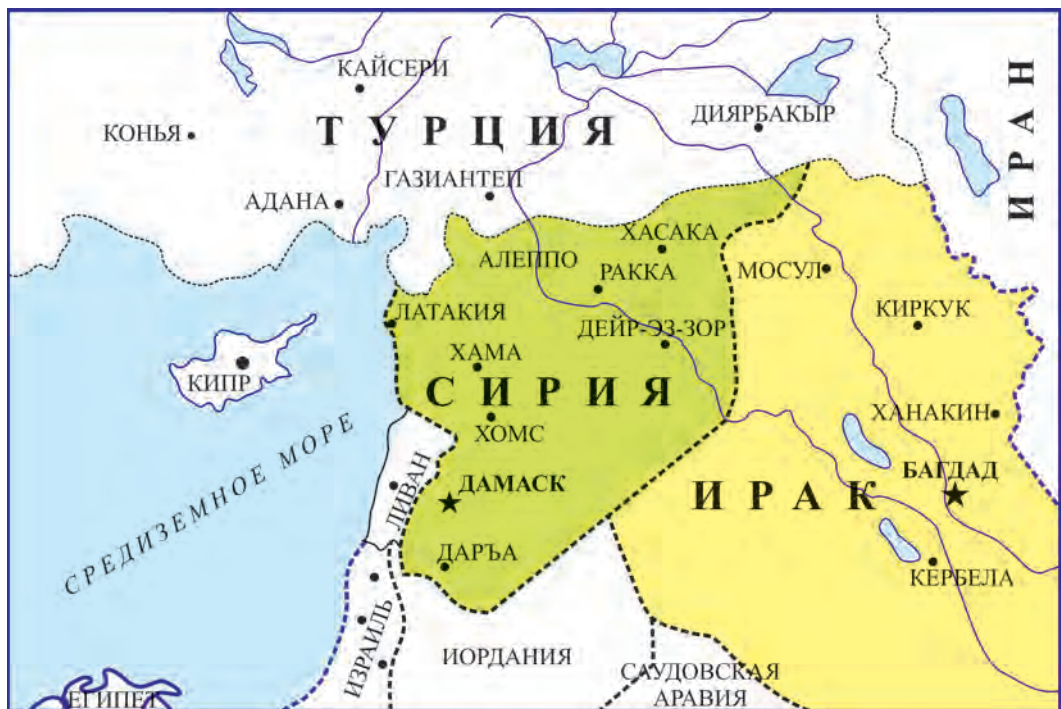 КАЙСЕРИ
ИРАН
КОНЬЯ
ТУРЦИЯ
ДИЯРБАКЫР
ГАЗИАНТЕП
АДАНА
ХАСАКА
АЛЕППО
РАККА
МОСУЛ
ЛАТАКИЯ
ДЕЙР-ЭЗ-ЗОР
КИРКУК
ХАМА
КИПР
СИРИЯ
ХАНАКИН
ХОМС
СРЕДИЗЕМНОЕ МОРЕ
ЛИВАН
ДАМАСК
ИРАК
БАГДАД
ДАРЪА
КЕРБЕЛА
ИЗРАИЛЬ
ИОРДАНИЯ
САУДОВСКАЯ
АРАВИЯ
ЕГИПЕТ